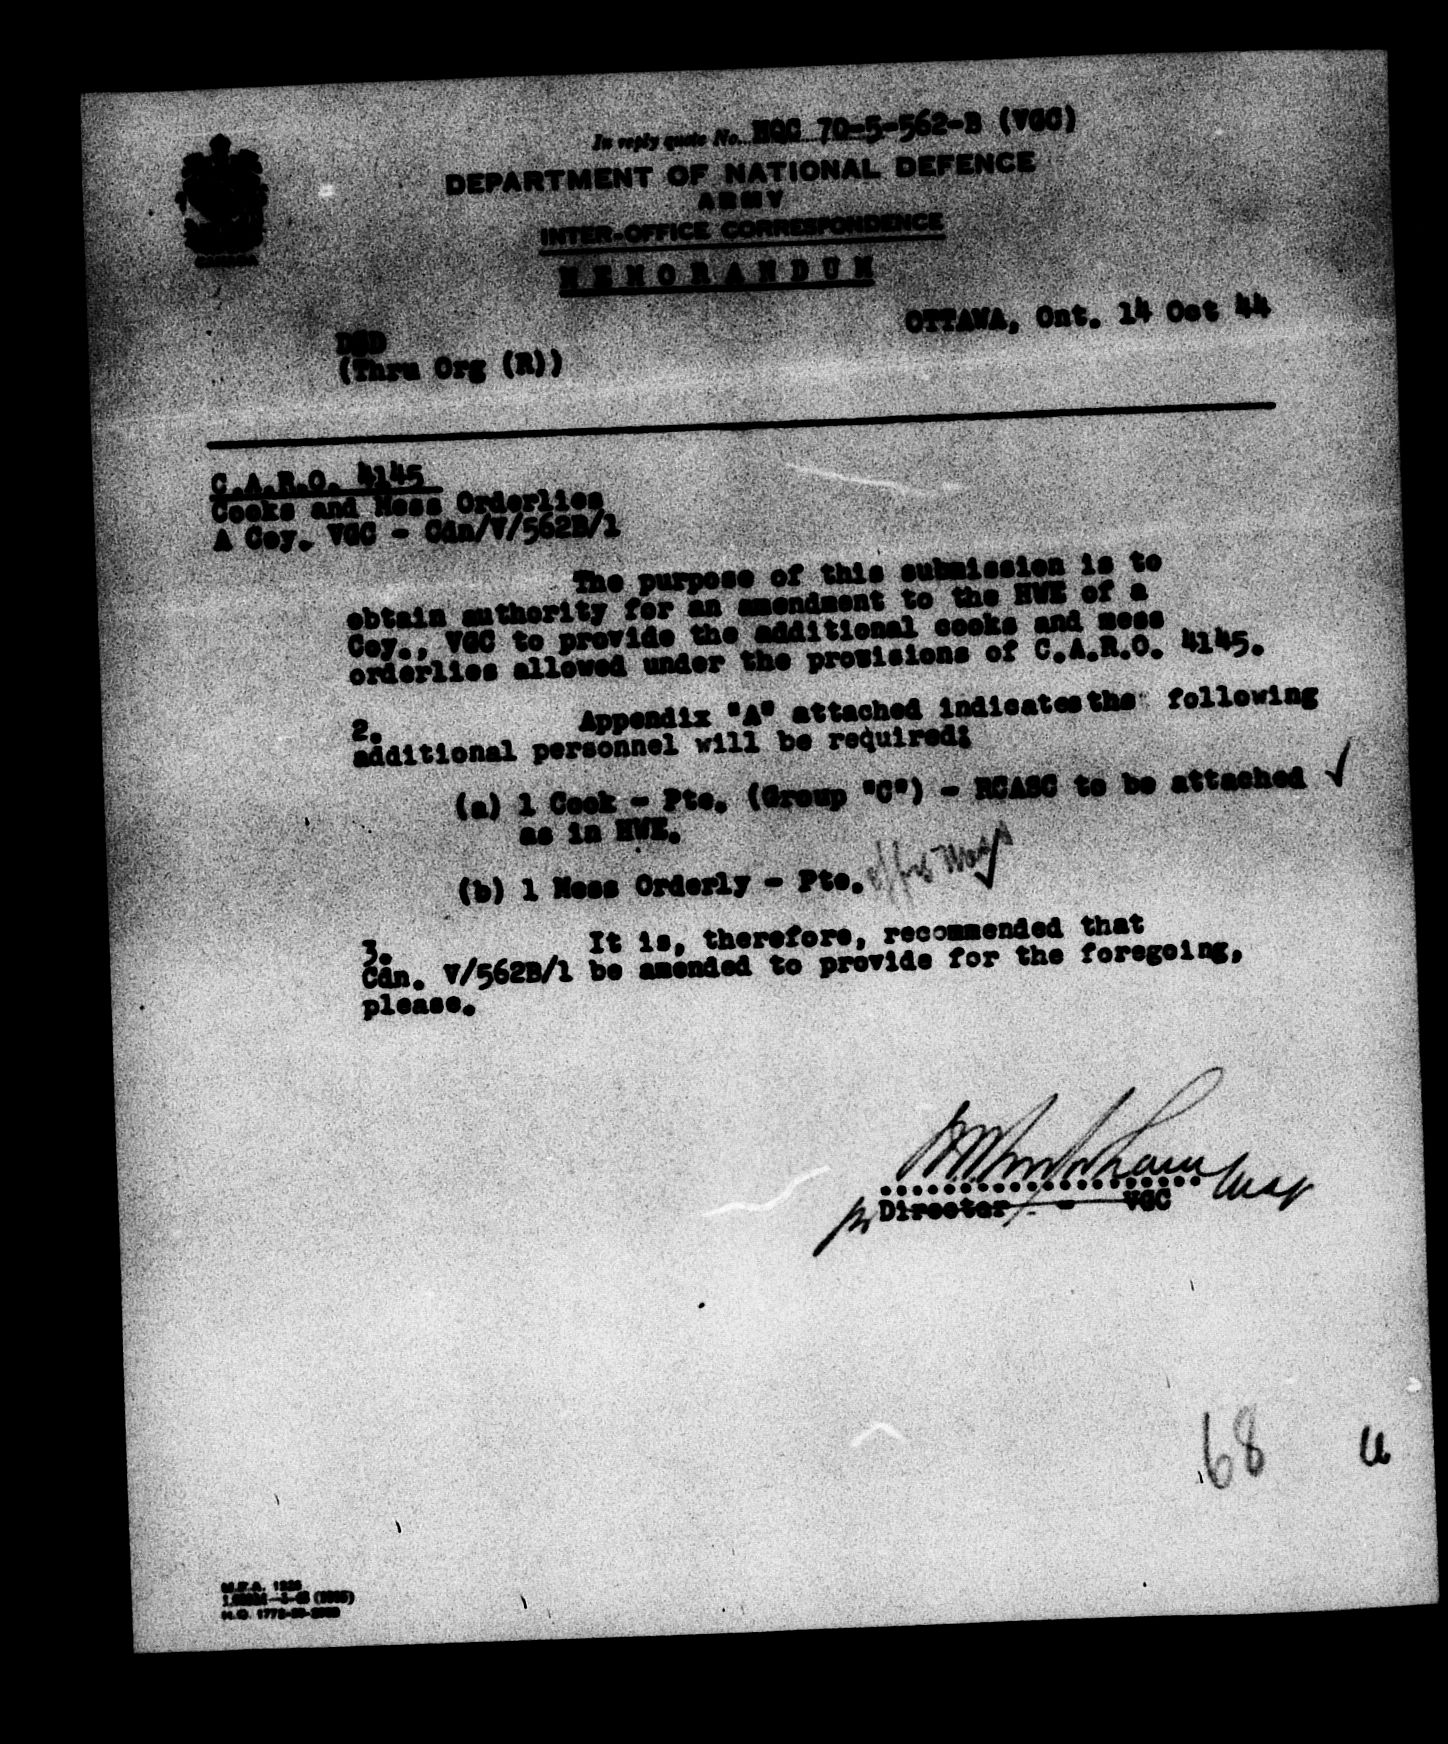 In reply quote No. HQC 70-5-562-B (VGC)
DEPARTMENT OF NATIONAL DEFENCE
ARMY
INTER-OFFICE CORRESPONDENCE
MEMORANDUM
OTTAWA, Ont. 14 Oct 44
DSD
(Thru Org (R))
C.A.R.O. 4145
Cooks and Mess Orderlies
A Coy. VGC - Cdn/V/562B/1
The purpose of this submission is to
obtain authority for an amendment to the HWE of a
Coy., VGC to provide the additional cooks and mess
orderlies allowed under the provisions of C.A.R.O. 4145.
2. Appendix "A" attached indicates the following
additional personnel will be required:
(a) 1 Cook - Pte. (Group "C") - RCASC to be attached
as in HWE.
(b) 1 Mess Orderly - Pte. offrs Mess
3. It is, therefore, recommended that
Cdn. V/562B/1 be amended to provide for the foregoing,
please.
Maj
Director - VGC
68
M.F.A.